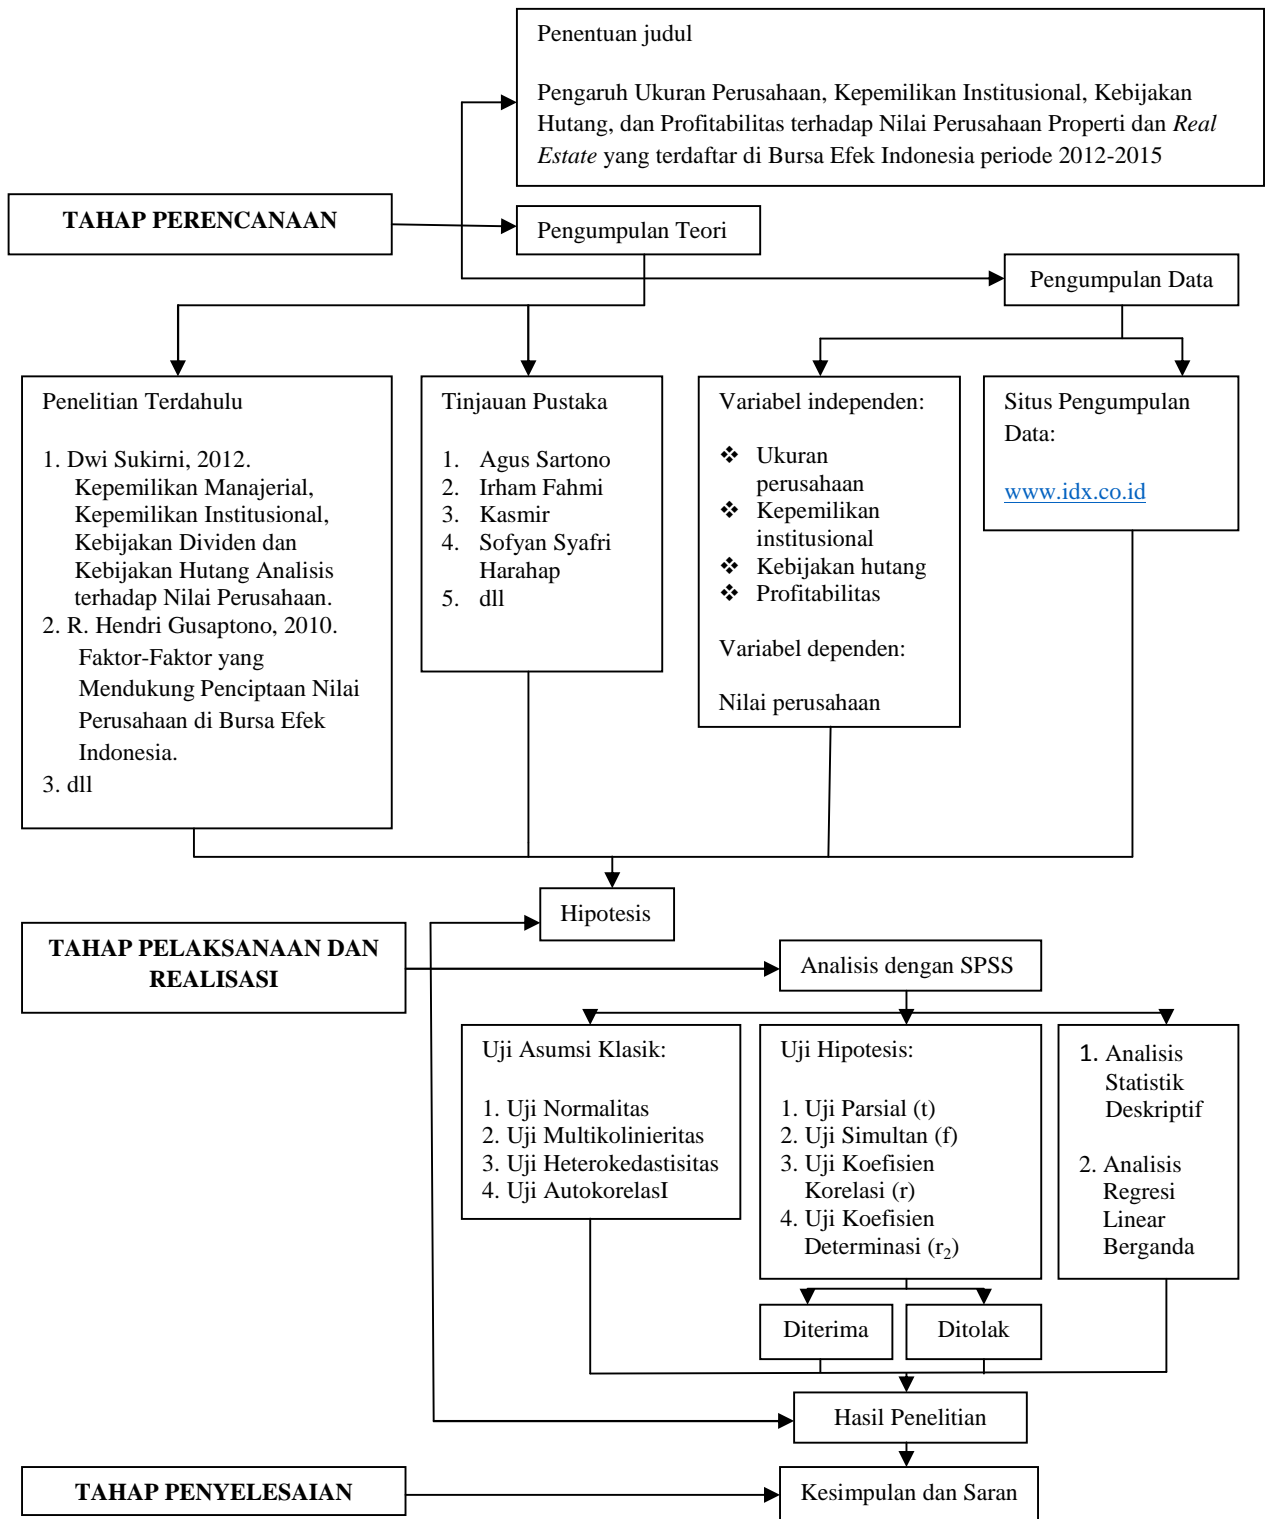 Penentuan judul
Pengaruh Ukuran Perusahaan, Kepemilikan Institusional, Kebijakan
Hutang, dan Profitabilitas terhadap Nilai Perusahaan Properti dan Real
Estate yang terdaftar di Bursa Efek Indonesia periode 2012-2015
TAHAP PERENCANAAN
Pengumpulan Teori
Pengumpulan Data
Penelitian Terdahulu
1. Dwi Sukirni, 2012.
Kepemilikan Manajerial,
Kepemilikan Institusional,
Kebijakan Dividen dan
Kebijakan Hutang Analisis
terhadap Nilai Perusahaan.
2. R. Hendri Gusaptono, 2010.
Faktor-Faktor yang
Mendukung Penciptaan Nilai
Perusahaan di Bursa Efek
Indonesia.
3. dll
Tinjauan Pustaka
1. Agus Sartono
2. Irham Fahmi
3. Kasmir
4. Sofyan Syafri
Harahap
5. dll
Variabel independen:
❖ Ukuran
perusahaan
❖ Kepemilikan
institusional
❖ Kebijakan hutang
❖ Profitabilitas
Variabel dependen:
Nilai perusahaan
Situs Pengumpulan
Data:
www.idx.co.id
Hipotesis
TAHAP PELAKSANAAN DAN
REALISASI
Analisis dengan SPSS
Uji Asumsi Klasik:
1. Uji Normalitas
2. Uji Multikolinieritas
3. Uji Heterokedastisitas
4. Uji AutokorelasI
Uji Hipotesis:
1. Uji Parsial (t)
2. Uji Simultan (f)
3. Uji Koefisien
Korelasi (r)
4. Uji Koefisien
Determinasi (r₂)
1. Analisis
Statistik
Deskriptif
2. Analisis
Regresi
Linear
Berganda
Diterima
Ditolak
Hasil Penelitian
TAHAP PENYELESAIAN
Kesimpulan dan Saran